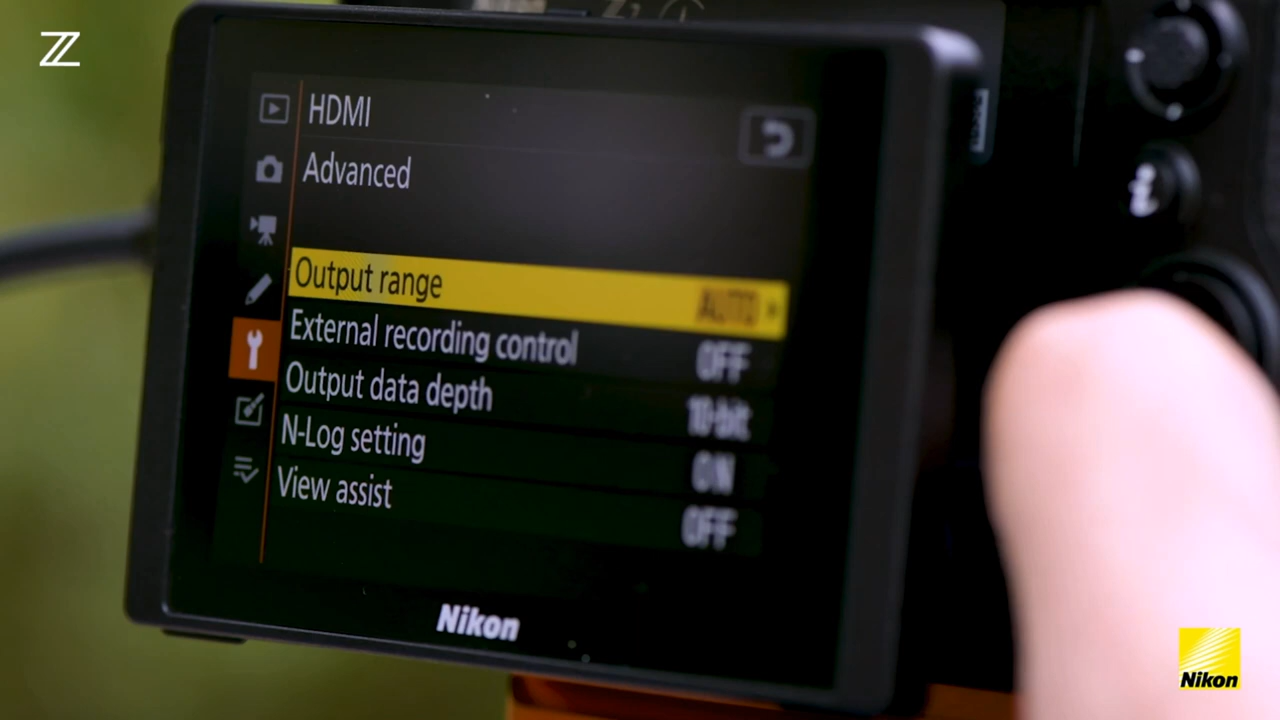 Nikon
HDMI
Advanced
Output range AUTO
External recording control OFF
Output data depth 10-bit
N-Log setting ON
View assist OFF
Nikon
Nikon